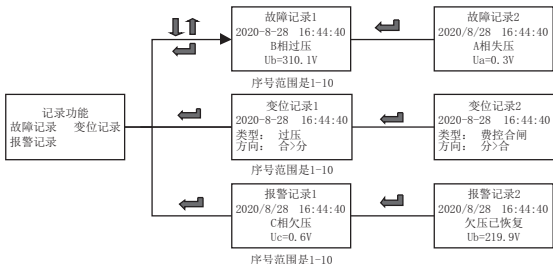 记录功能
故障记录 变位记录
报警记录
故障记录1
2020-8-28 16:44:40
B相过压
Ub=310.1V
序号范围是1-10
故障记录2
2020/8/28 16:44:40
A相失压
Ua=0.3V
变位记录1
2020-8-28 16:44:40
类型: 过压
方向: 合>分
序号范围是1-10
变位记录2
2020-8-28 16:44:40
类型: 费控合闸
方向: 分>合
报警记录1
2020/8/28 16:44:40
C相欠压
Uc=0.6V
序号范围是1-10
报警记录2
2020/8/28 16:44:40
欠压已恢复
Ub=219.9V